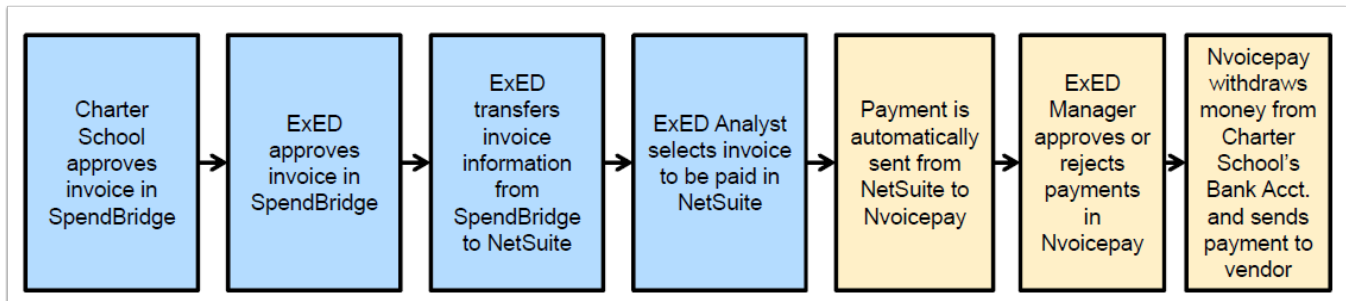 Charter
School
approves
invoice in
SpendBridge
ExED
approves
invoice in
SpendBridge
ExED
transfers
invoice
information
from
SpendBridge
to NetSuite
ExED Analyst
selects invoice
to be paid in
NetSuite
Payment is
automatically
sent from
NetSuite to
Nvoicepay
ExED
Manager
approves or
rejects
payments
in
Nvoicepay
Nvoicepay
withdraws
money from
Charter
School's
Bank Acct.
and sends
payment to
vendor